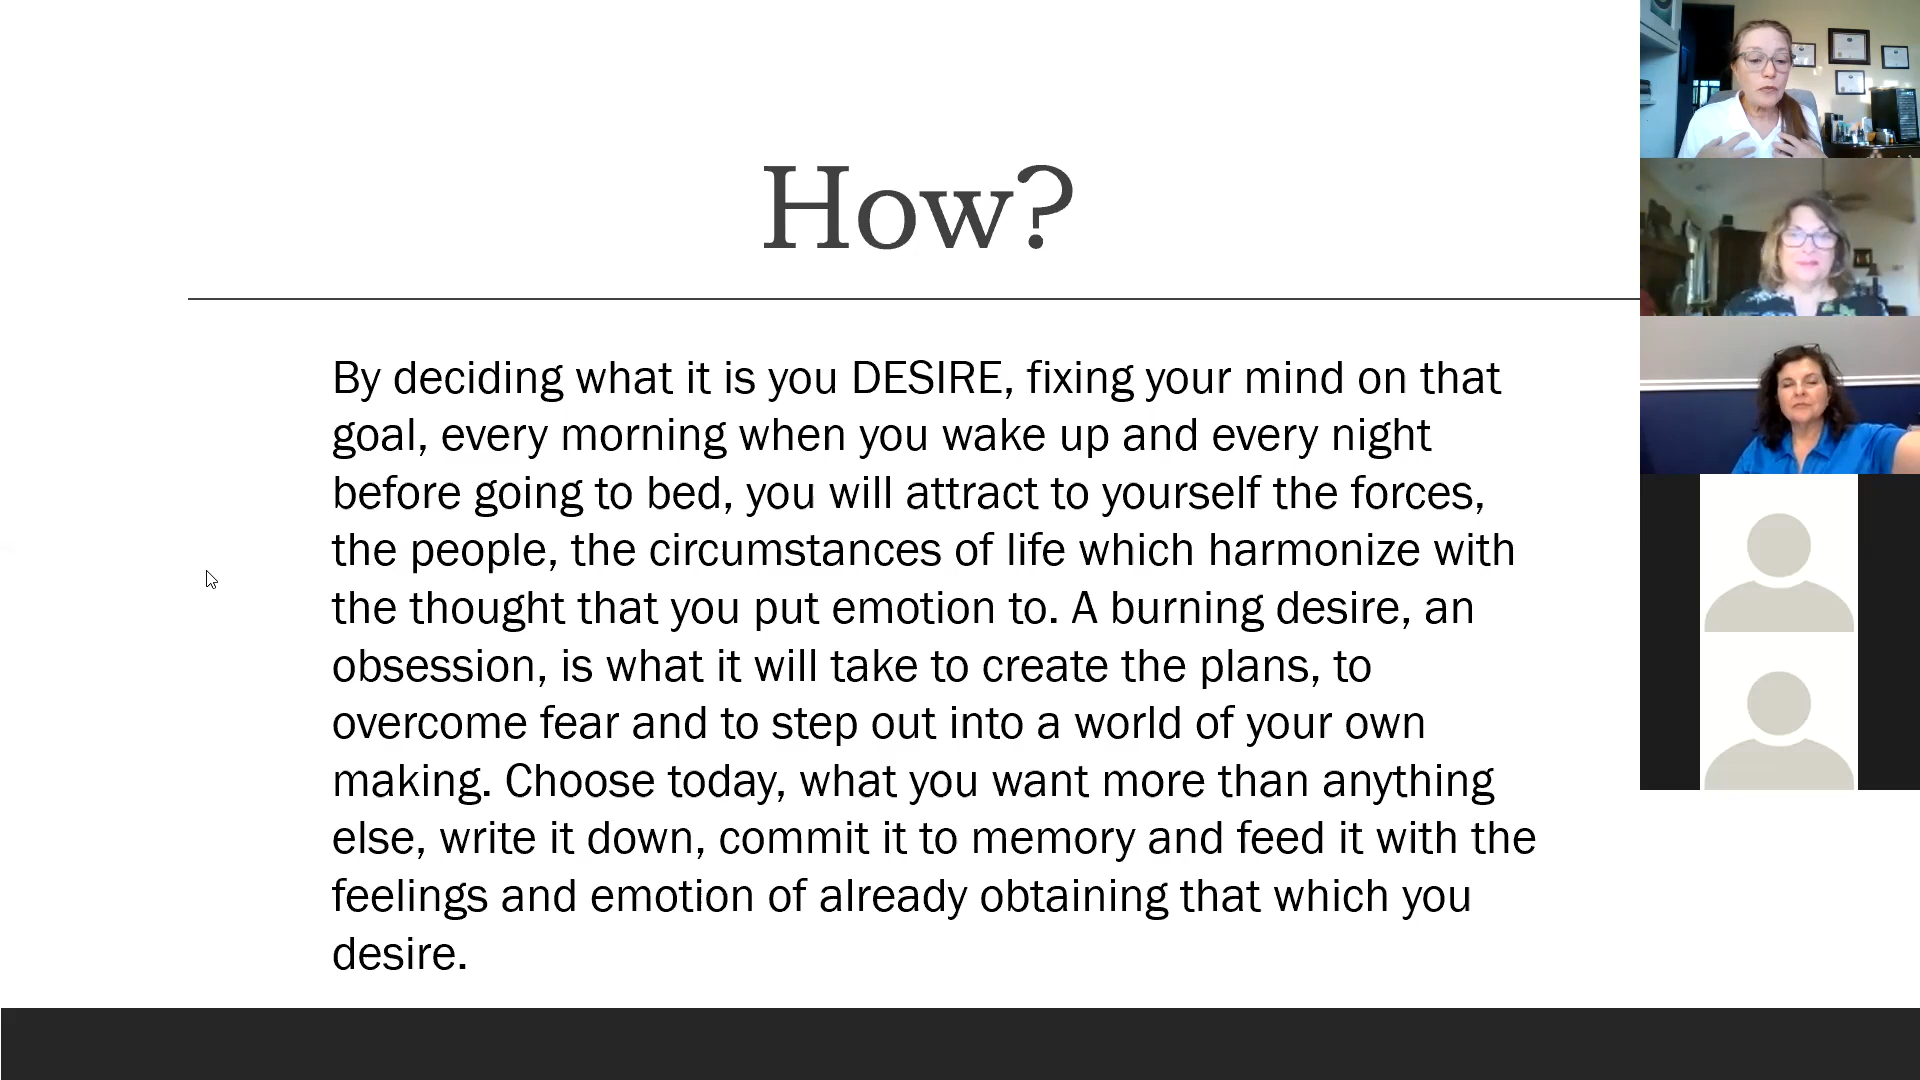 How?
By deciding what it is you DESIRE, fixing your mind on that
goal, every morning when you wake up and every night
before going to bed, you will attract to yourself the forces,
the people, the circumstances of life which harmonize with
the thought that you put emotion to. A burning desire, an
obsession, is what it will take to create the plans, to
overcome fear and to step out into a world of your own
making. Choose today, what you want more than anything
else, write it down, commit it to memory and feed it with the
feelings and emotion of already obtaining that which you
desire.